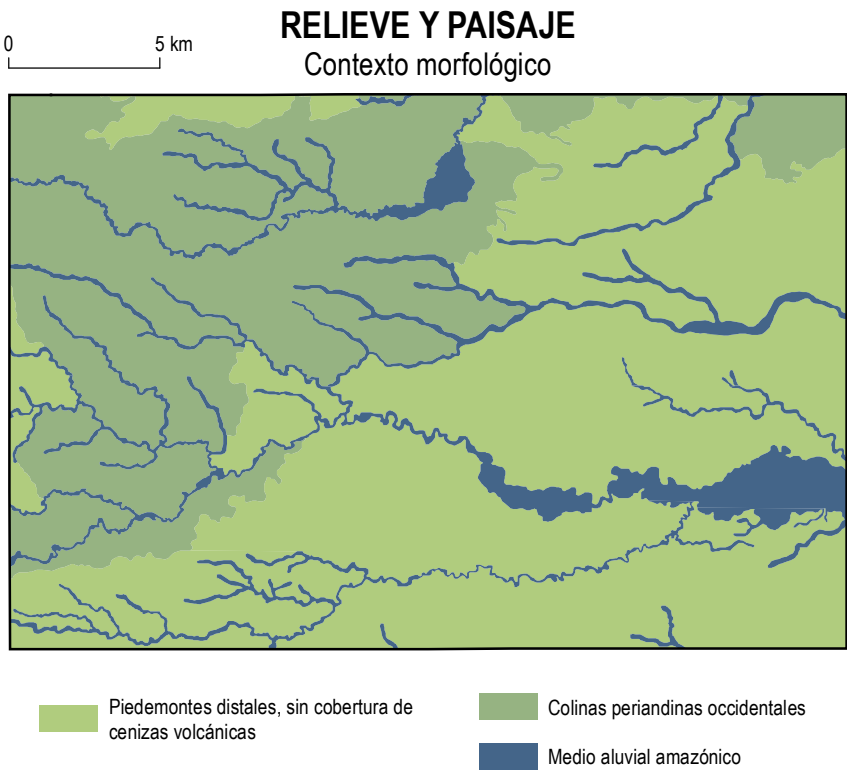 RELIEVE Y PAISAJE
0 5 km
Contexto morfológico
Piedemontes distales, sin cobertura de
cenizas volcánicas
Colinas periandinas occidentales
Medio aluvial amazónico